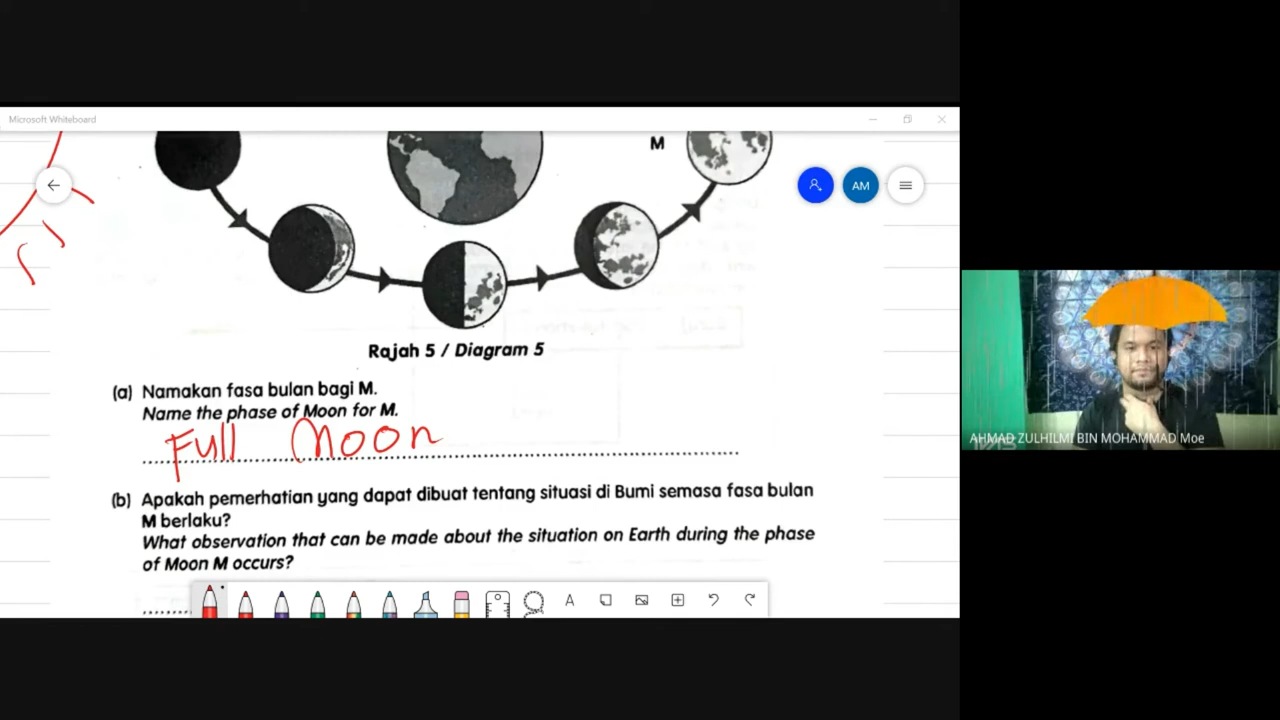 Microsoft Whiteboard
M
AM
Rajah 5 / Diagram 5
(a) Namakan fasa bulan bagi M.
Name the phase of Moon for M.
Full Moon
(b) Apakah pemerhatian yang dapat dibuat tentang situasi di Bumi semasa fasa bulan
M berlaku?
What observation that can be made about the situation on Earth during the phase
of Moon M occurs?
A
AHMAD ZULHILMI BIN MOHAMMAD Moe